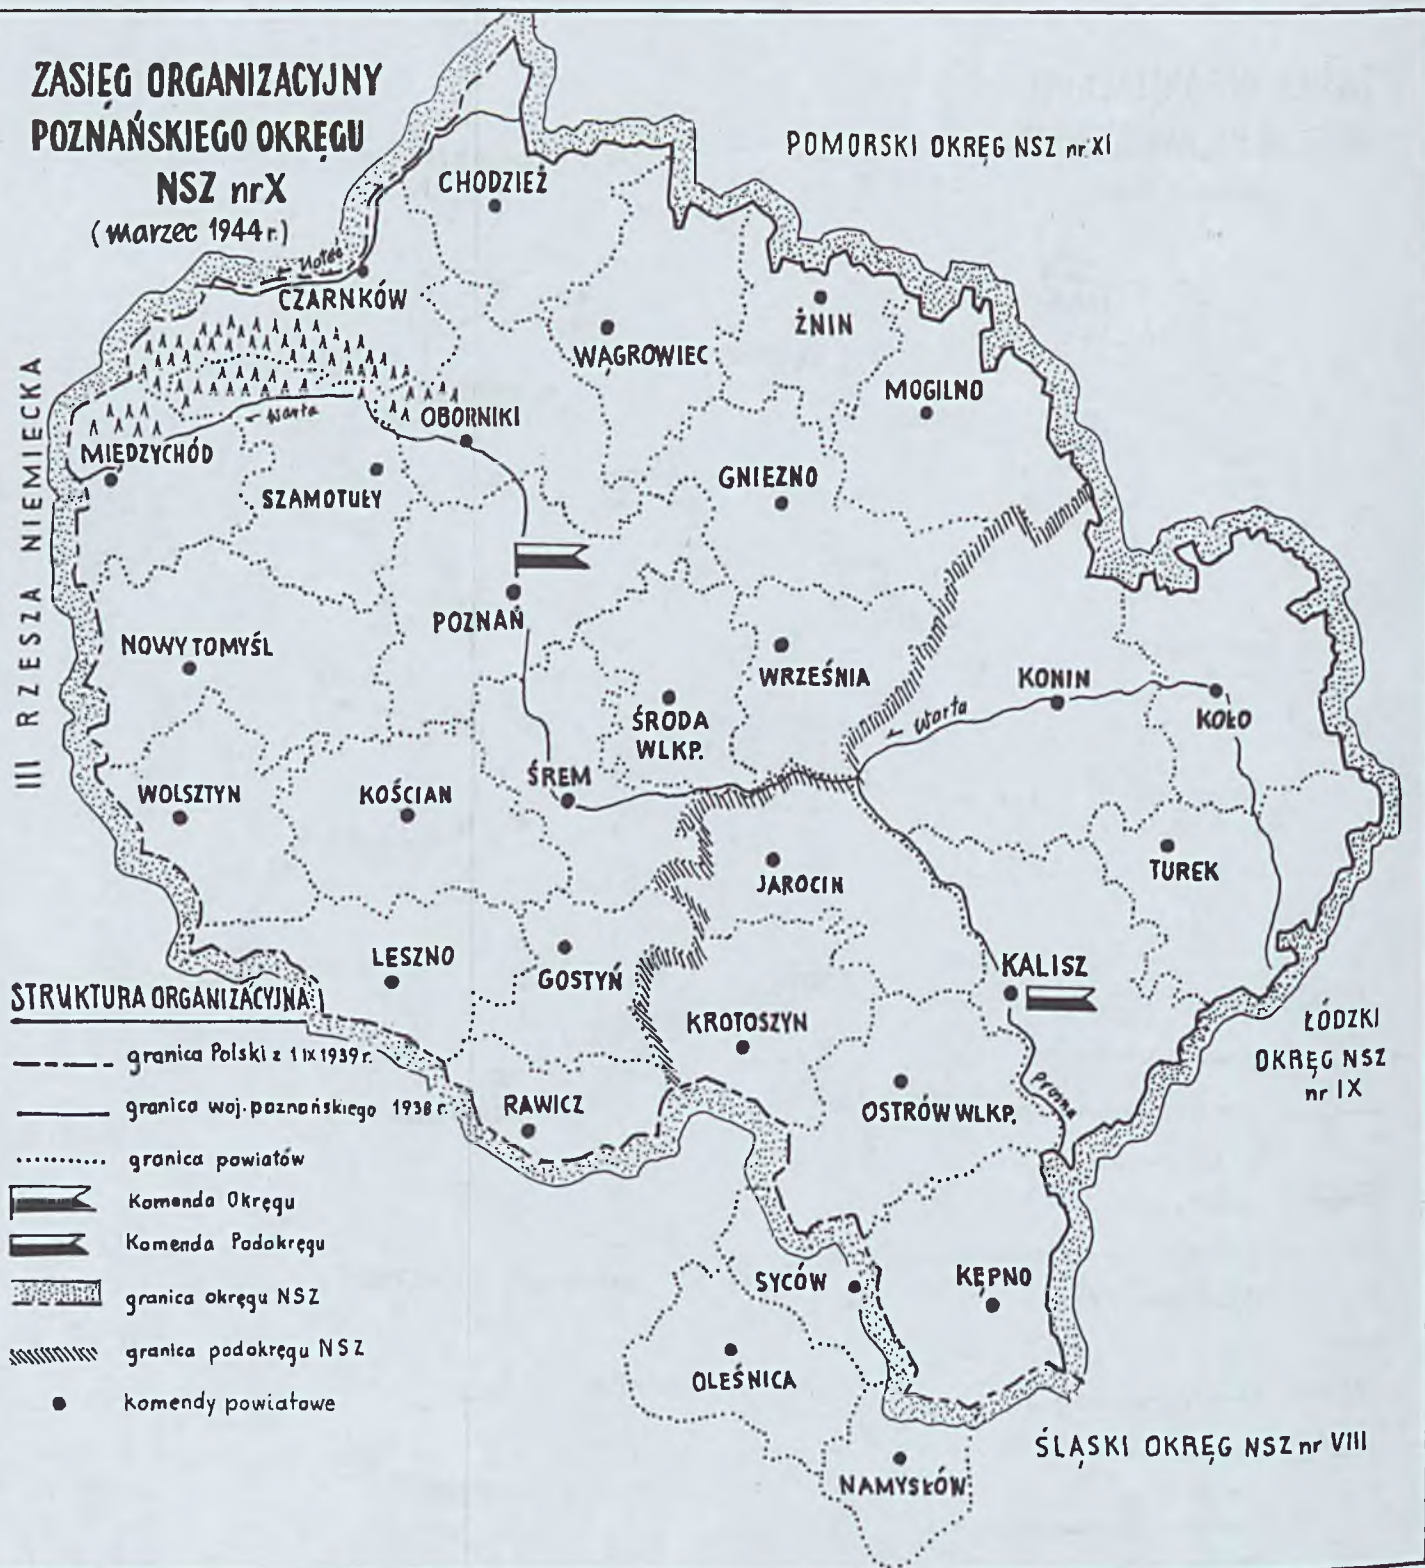 ZASIĘG ORGANIZACYJNY
POZNAŃSKIEGO OKRĘGU
NSZ nr X
(marzec 1944 r.)
POMORSKI OKRĘG NSZ nr XI
CHODZIEŻ
Noteć
CZARNKÓW
ŻNIN
WĄGROWIEC
MOGILNO
OBORNIKI
Warta
MIĘDZYCHÓD
SZAMOTUŁY
GNIEZNO
III RZESZA NIEMIECKA
POZNAŃ
NOWY TOMYŚL
WRZEŚNIA
KONIN
Warta
KOŁO
ŚRODA
WLKP.
ŚREM
WOLSZTYN
KOŚCIAN
TUREK
JAROCIN
LESZNO
GOSTYŃ
KALISZ
KROTOSZYN
ŁÓDZKI
OKRĘG NSZ
nr IX
Prosna
RAWICZ
OSTRÓW WLKP.
SYCÓW
KĘPNO
OLEŚNICA
ŚLĄSKI OKRĘG NSZ nr VIII
NAMYSŁÓW
STRUKTURA ORGANIZACYJNA:
granica Polski z 1 IX 1939 r.
granica woj. poznańskiego 1938 r.
granica powiatów
Komenda Okręgu
Komenda Podokręgu
granica okręgu NSZ
granica podokręgu NSZ
komendy powiatowe